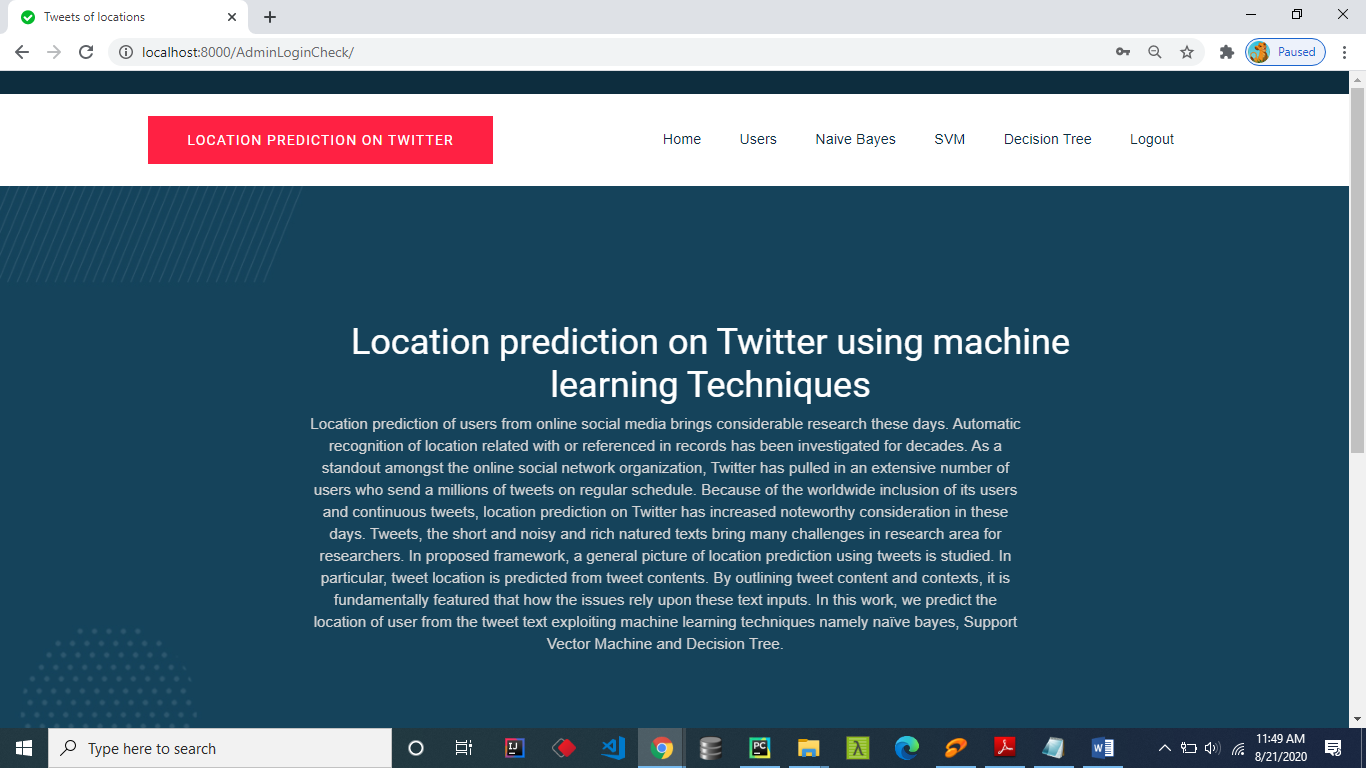 Tweets of locations
localhost:8000/AdminLoginCheck/
Paused
LOCATION PREDICTION ON TWITTER
Home Users Naive Bayes SVM Decision Tree Logout
Location prediction on Twitter using machine
learning Techniques
Location prediction of users from online social media brings considerable research these days. Automatic
recognition of location related with or referenced in records has been investigated for decades. As a
standout amongst the online social network organization, Twitter has pulled in an extensive number of
users who send a millions of tweets on regular schedule. Because of the worldwide inclusion of its users
and continuous tweets, location prediction on Twitter has increased noteworthy consideration in these
days. Tweets, the short and noisy and rich natured texts bring many challenges in research area for
researchers. In proposed framework, a general picture of location prediction using tweets is studied. In
particular, tweet location is predicted from tweet contents. By outlining tweet content and contexts, it is
fundamentally featured that how the issues rely upon these text inputs. In this work, we predict the
location of user from the tweet text exploiting machine learning techniques namely naïve bayes, Support
Vector Machine and Decision Tree.
Type here to search
IJ
PC
λ
W
11:49 AM
8/21/2020